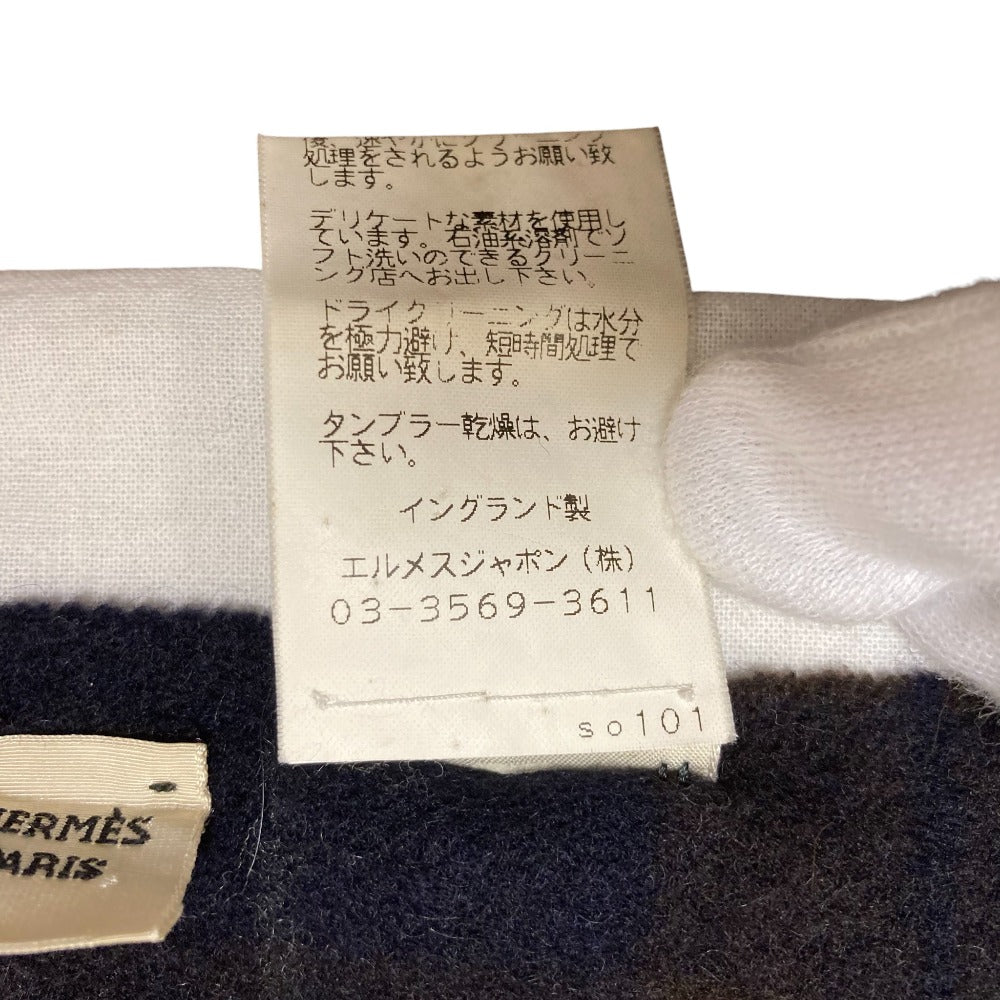 処理をされるようお願い致
します。
デリケートな素材を使用し
ています。石油系溶剤でソ
フト洗いのできるクリーニ
ング店へお出し下さい。
ドライクリーニングは水分
を極力避け、短時間処理で
お願い致します。
タンブラー乾燥は、お避け
下さい。
イングランド製
エルメスジャポン(株)
03-3569-3611
so101
HERMÈS
PARIS